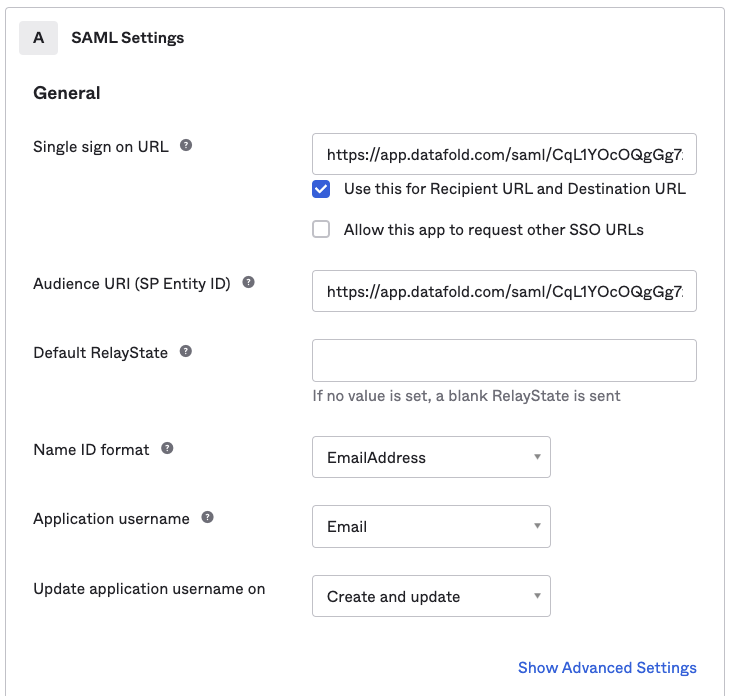 A SAML Settings
General
Single sign on URL ?
https://app.datafold.com/saml/CqL1YOcOQgGg7
Use this for Recipient URL and Destination URL
Allow this app to request other SSO URLs
Audience URI (SP Entity ID) ?
https://app.datafold.com/saml/CqL1YOcOQgGg7
Default RelayState ?
If no value is set, a blank RelayState is sent
Name ID format ?
EmailAddress
Application username ?
Email
Update application username on
Create and update
Show Advanced Settings